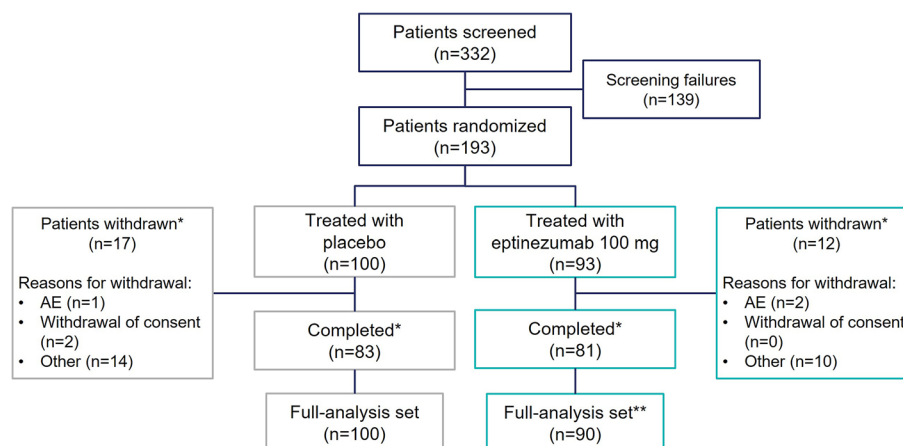 Patients screened
(n=332)
Screening failures
(n=139)
Patients randomized
(n=193)
Patients withdrawn*
(n=17)
Reasons for withdrawal:
• AE (n=1)
• Withdrawal of consent
(n=2)
• Other (n=14)
Treated with
placebo
(n=100)
Treated with
eptinezumab 100 mg
(n=93)
Patients withdrawn*
(n=12)
Reasons for withdrawal:
• AE (n=2)
• Withdrawal of consent
(n=0)
• Other (n=10)
Completed*
(n=83)
Completed*
(n=81)
Full-analysis set
(n=100)
Full-analysis set**
(n=90)